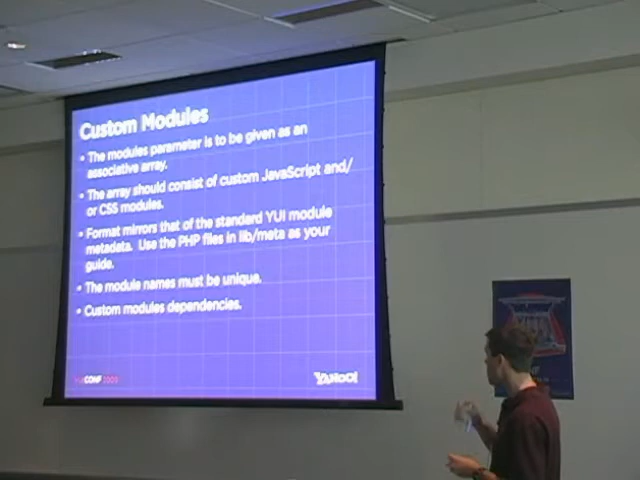 Custom Modules
• The modules parameter is to be given as an
associative array.
• The array should consist of custom JavaScript and/
or CSS modules.
• Format mirrors that of the standard YUI module
metadata. Use the PHP files in lib/meta as your
guide.
• The module names must be unique.
• Custom modules dependencies.
YUICONF2009
YAHOO!